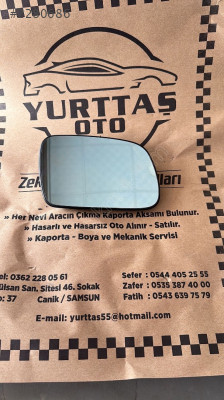 YURTTAŞ
OTO
» Her Nevi Aracın Çıkma Kaporta Aksamı Bulunur.
» Hasarlı ve Hasarsız Oto Alınır - Satılır.
» Kaporta - Boya ve Mekanik Servisi
Sefer : 0544 405 25 55
Zafer : 0535 387 40 00
Fatih : 0543 639 75 79
el.: 0362 228 05 61
ülsan San. Sitesi 46. Sokak
o: 37 Canik / SAMSUN
E-mail : yurttas55@hotmail.com